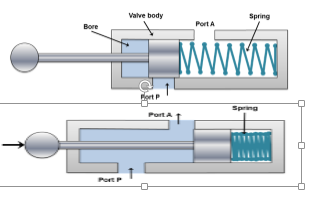 Valve body
Port A
Spring
Bore
Port P
Spring
Port A
Port P